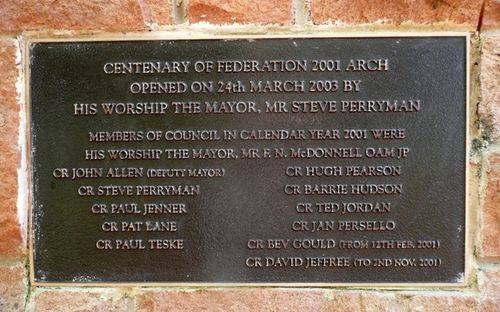 CENTENARY OF FEDERATION 2001 ARCH
OPENED ON 24th MARCH 2003 BY
HIS WORSHIP THE MAYOR, MR STEVE PERRYMAN
MEMBERS OF COUNCIL IN CALENDAR YEAR 2001 WERE
HIS WORSHIP THE MAYOR, MR F. N. McDONNELL OAM JP
CR JOHN ALLEN (DEPUTY MAYOR)
CR STEVE PERRYMAN
CR PAUL JENNER
CR PAT LANE
CR PAUL TESKE
CR HUGH PEARSON
CR BARRIE HUDSON
CR TED JORDAN
CR JAN PERSELLO
CR BEV GOULD (FROM 12TH FEB. 2001)
CR DAVID JEFFREE (TO 2ND NOV. 2001)